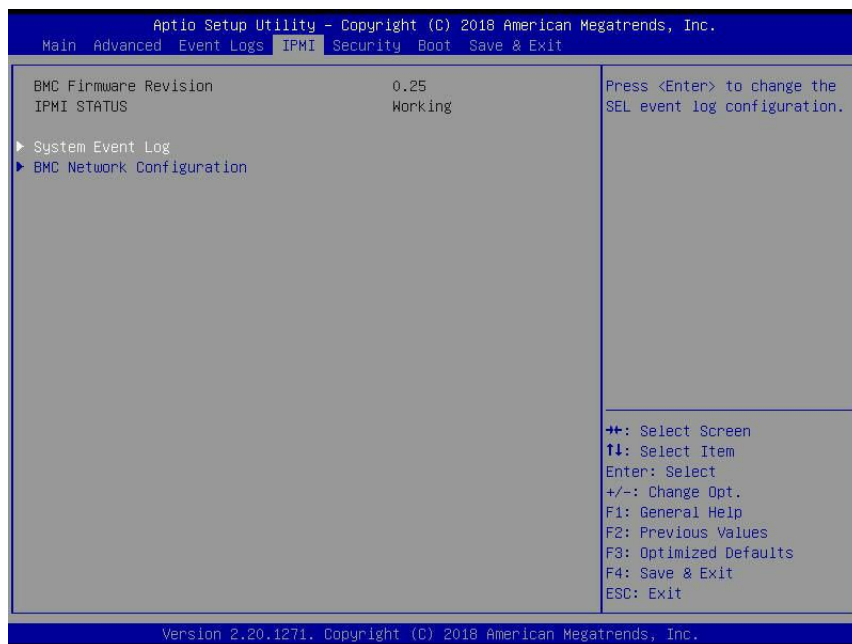 Aptio Setup Utility – Copyright (C) 2018 American Megatrends, Inc.
Main Advanced Event Logs IPMI Security Boot Save & Exit
BMC Firmware Revision 0.25
IPMI STATUS Working
▶ System Event Log
▶ BMC Network Configuration
Press <Enter> to change the
SEL event log configuration.
→←: Select Screen
↑↓: Select Item
Enter: Select
+/-: Change Opt.
F1: General Help
F2: Previous Values
F3: Optimized Defaults
F4: Save & Exit
ESC: Exit
Version 2.20.1271. Copyright (C) 2018 American Megatrends, Inc.